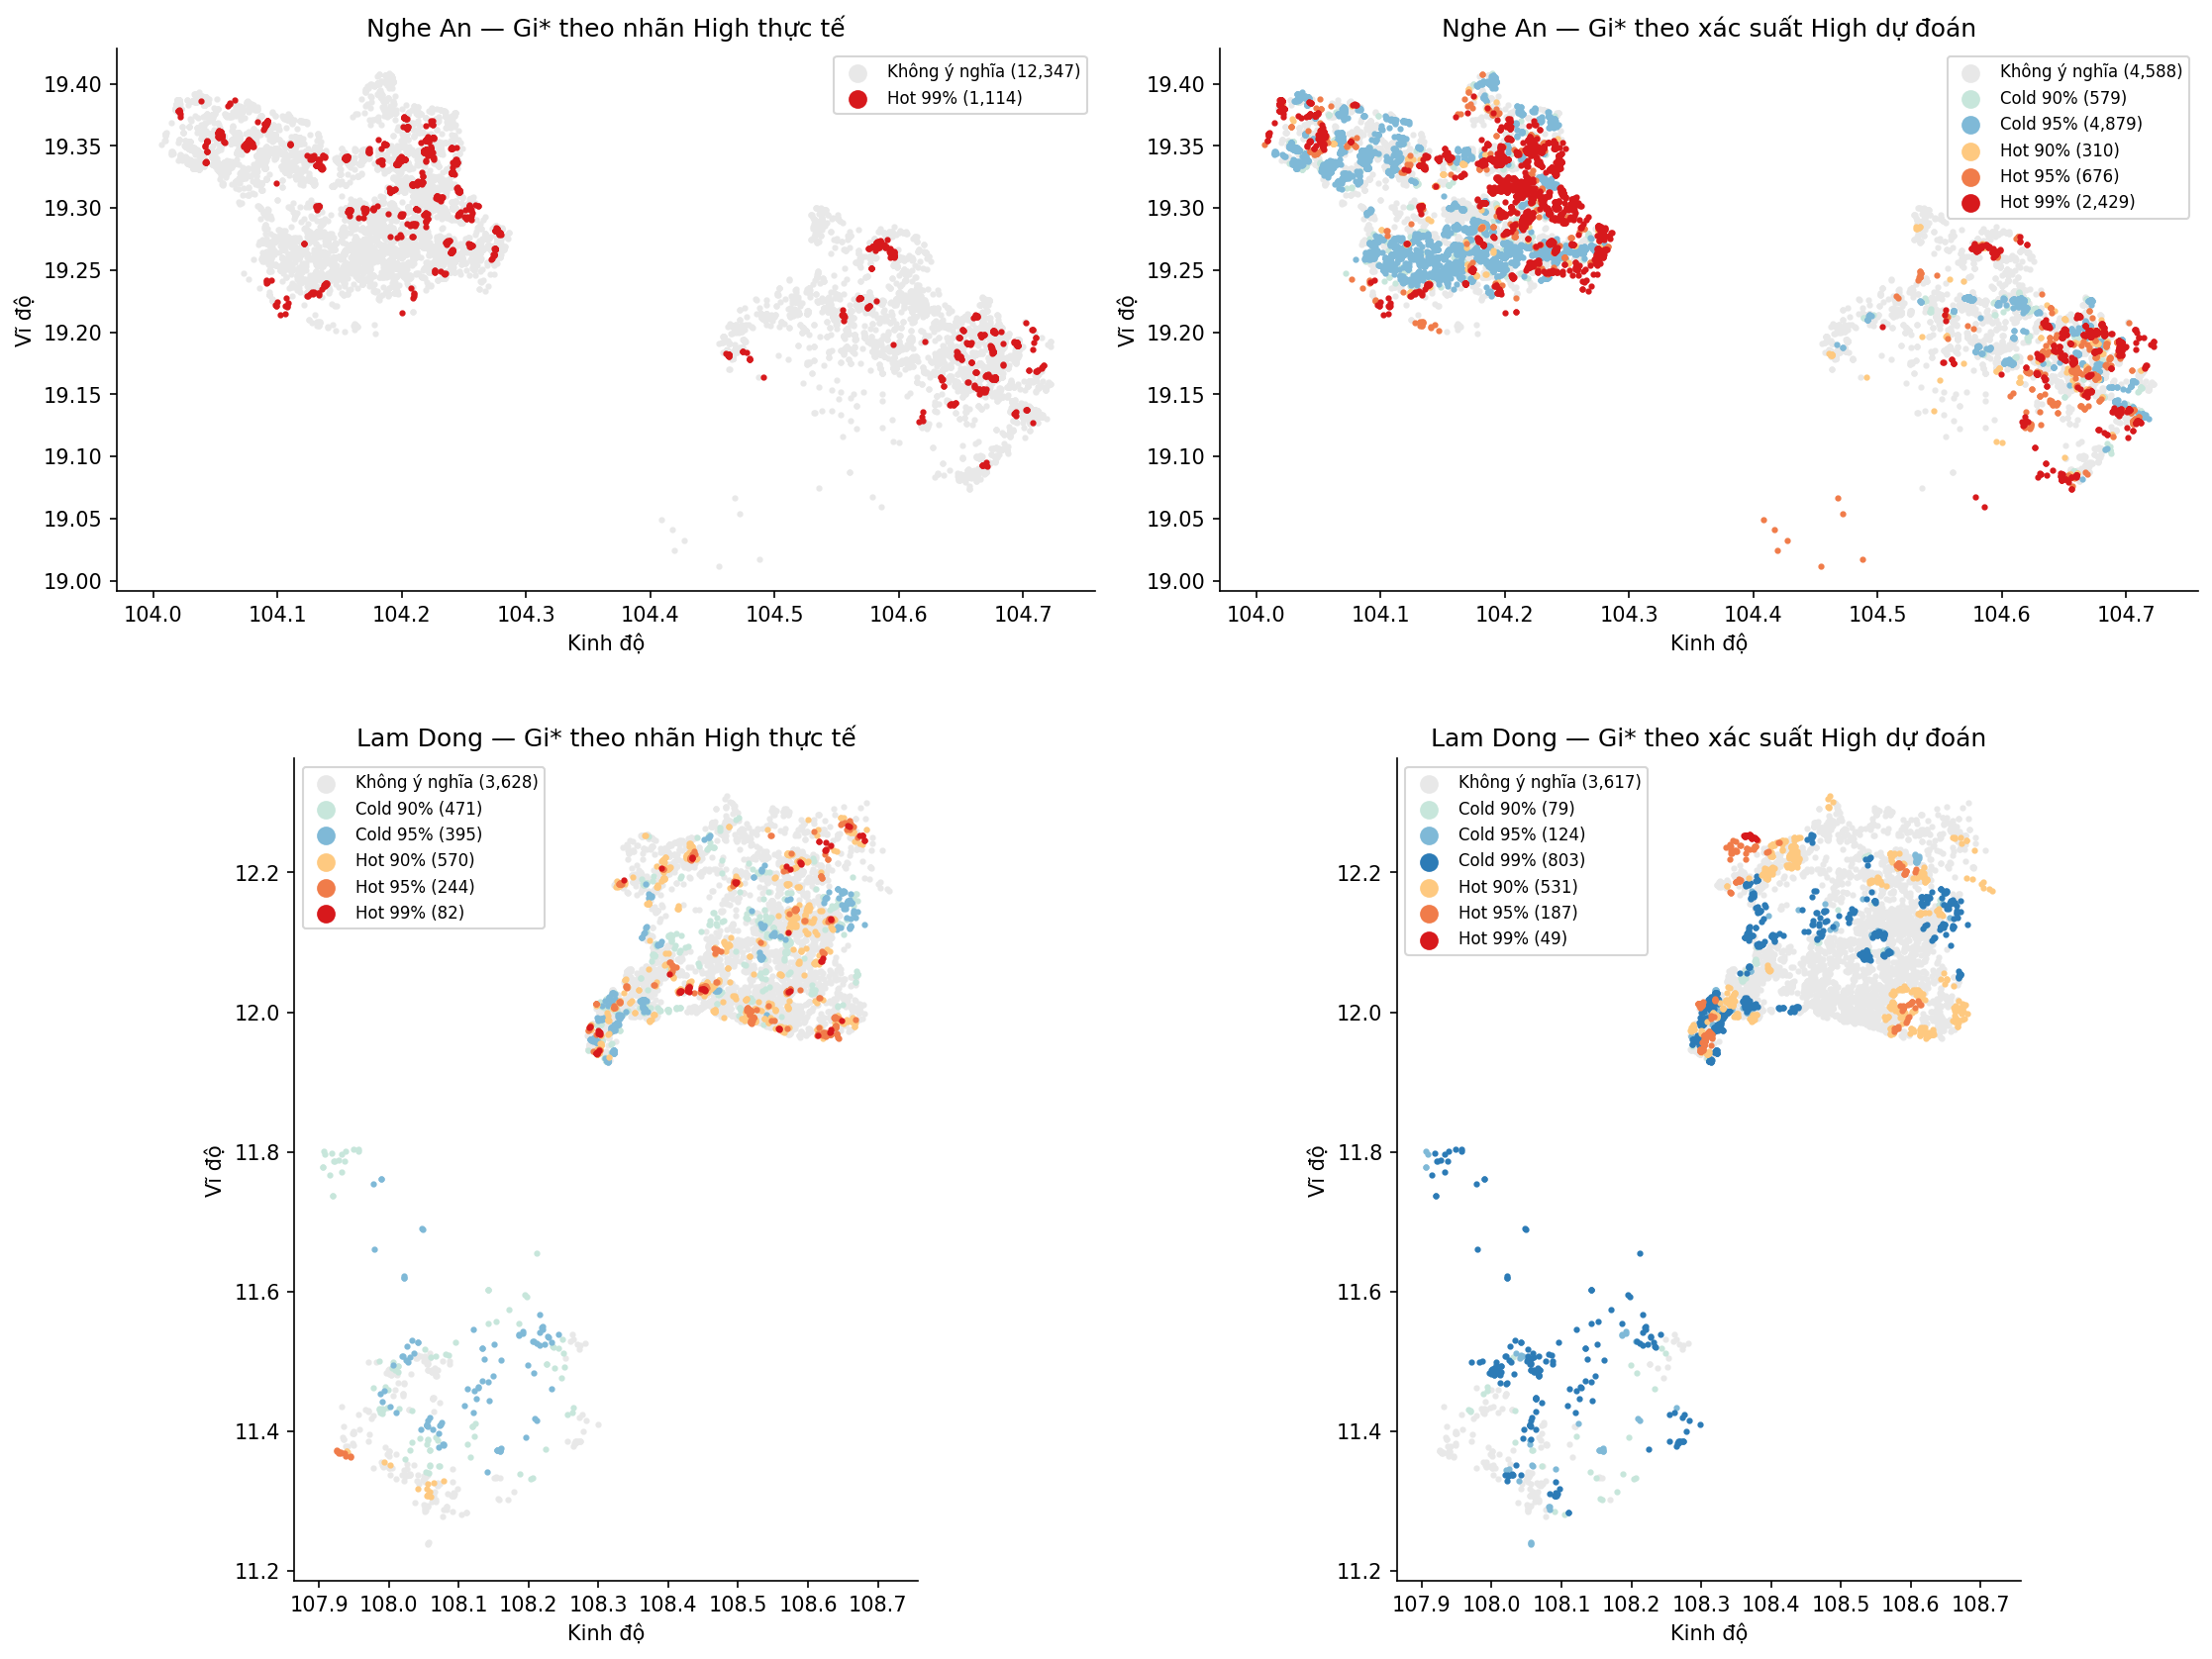 Nghe An — Gi* theo nhãn High thực tế
Không ý nghĩa (12,347)
Hot 99% (1,114)
19.40
19.35
19.30
19.25
19.20
19.15
19.10
19.05
19.00
Vĩ độ
104.0 104.1 104.2 104.3 104.4 104.5 104.6 104.7
Kinh độ
Nghe An — Gi* theo xác suất High dự đoán
Không ý nghĩa (4,588)
Cold 90% (579)
Cold 95% (4,879)
Hot 90% (310)
Hot 95% (676)
Hot 99% (2,429)
19.40
19.35
19.30
19.25
19.20
19.15
19.10
19.05
19.00
Vĩ độ
104.0 104.1 104.2 104.3 104.4 104.5 104.6 104.7
Kinh độ
Lam Dong — Gi* theo nhãn High thực tế
Không ý nghĩa (3,628)
Cold 90% (471)
Cold 95% (395)
Hot 90% (570)
Hot 95% (244)
Hot 99% (82)
12.2
12.0
11.8
11.6
11.4
11.2
Vĩ độ
107.9 108.0 108.1 108.2 108.3 108.4 108.5 108.6 108.7
Kinh độ
Lam Dong — Gi* theo xác suất High dự đoán
Không ý nghĩa (3,617)
Cold 90% (79)
Cold 95% (124)
Cold 99% (803)
Hot 90% (531)
Hot 95% (187)
Hot 99% (49)
12.2
12.0
11.8
11.6
11.4
11.2
Vĩ độ
107.9 108.0 108.1 108.2 108.3 108.4 108.5 108.6 108.7
Kinh độ